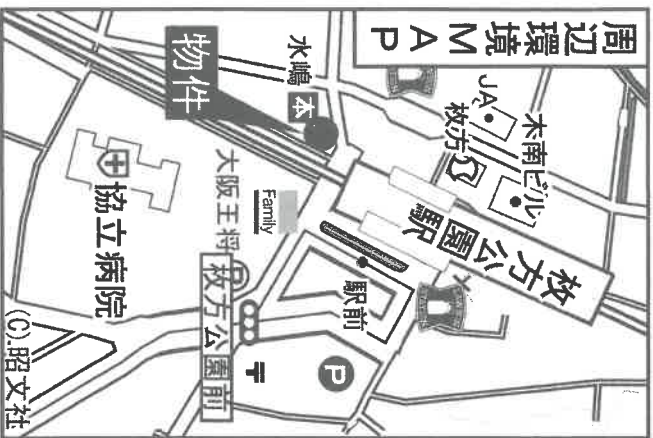 周辺環境MAP
水嶋
本
物件
JA
枚方
木南ビル
枚方公園駅
大阪王将
Family
駅前
協立病院
枚方公園前
〒
P
(C)昭文社